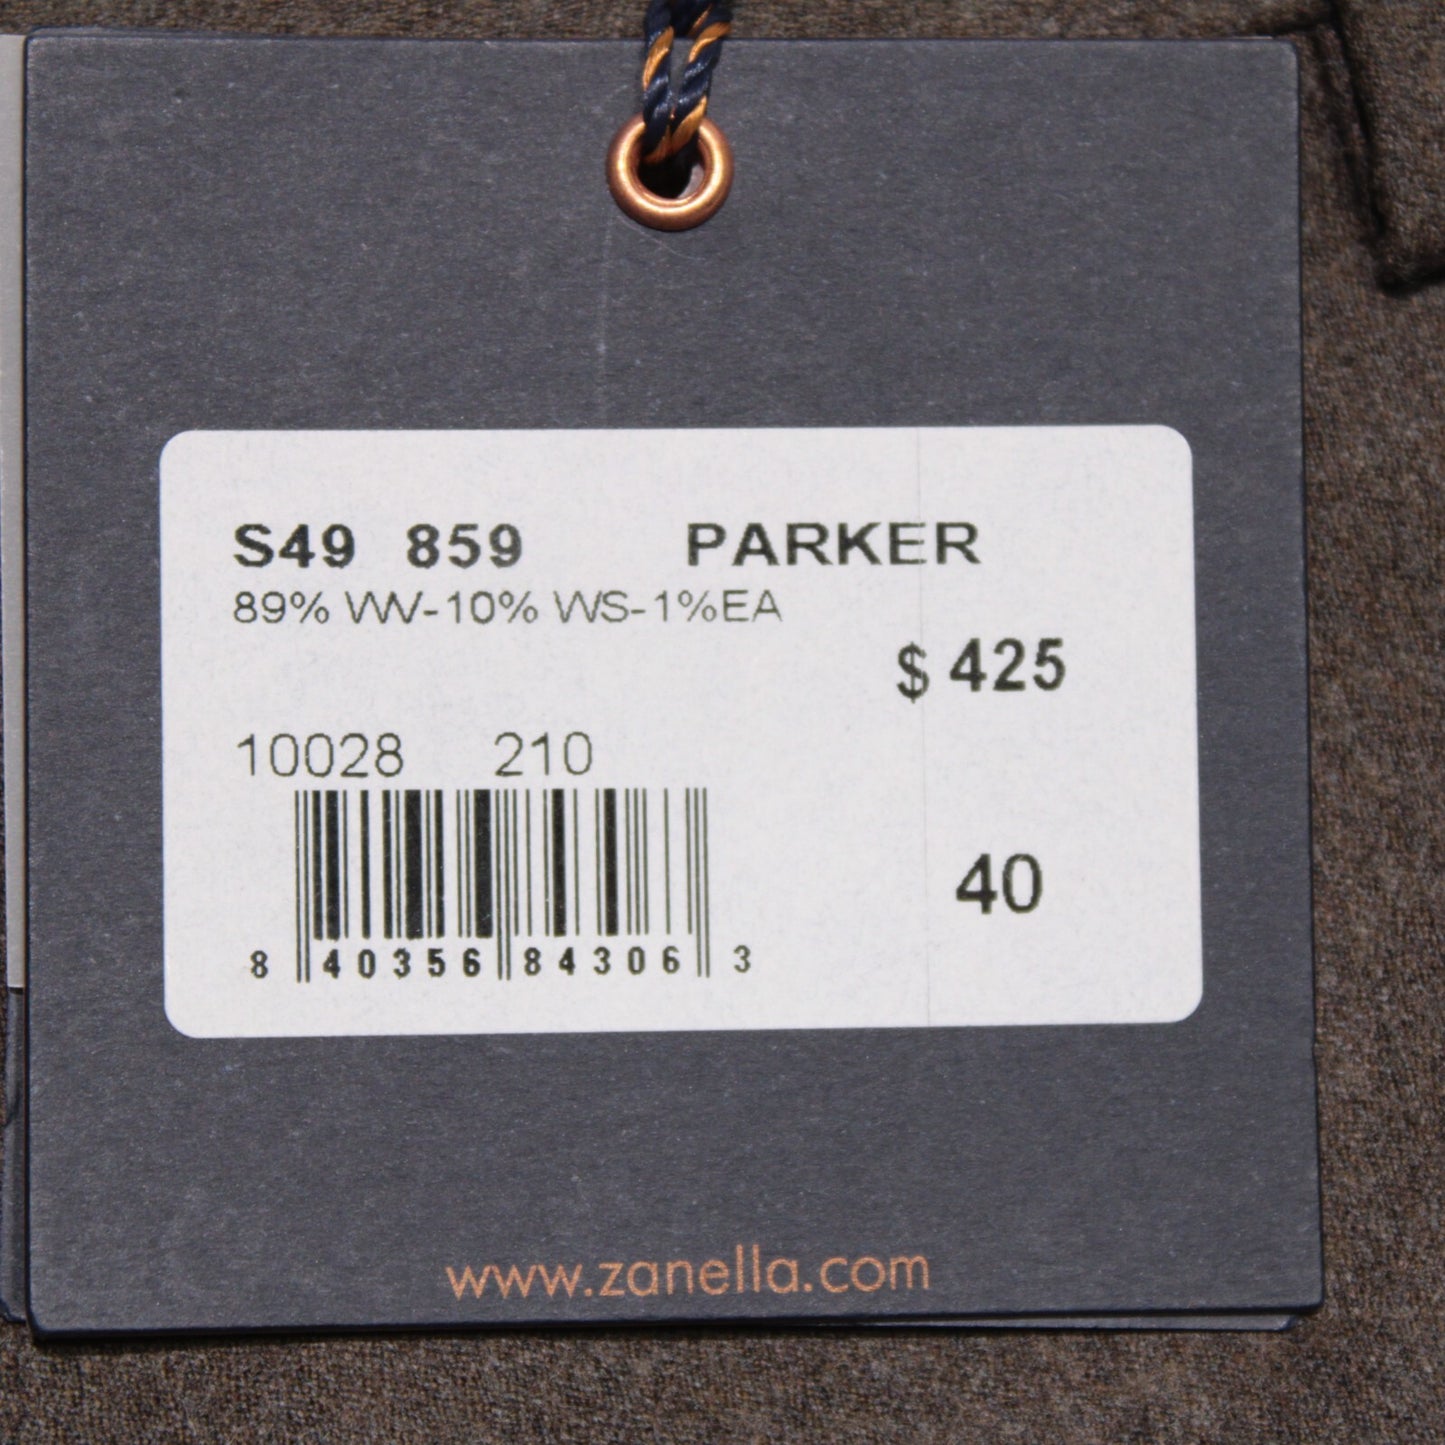 S49 859 PARKER
89% WV-10% WS-1%EA
$ 425
10028 210
40
8 40356 84306 3
www.zanella.com